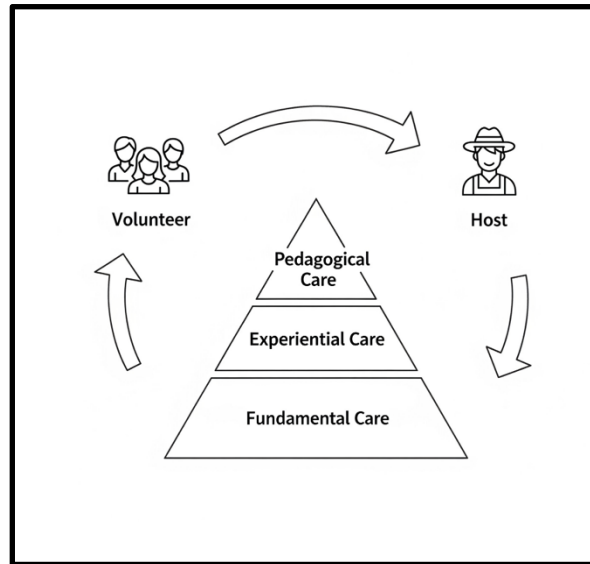 Volunteer
Host
Pedagogical
Care
Experiential Care
Fundamental Care